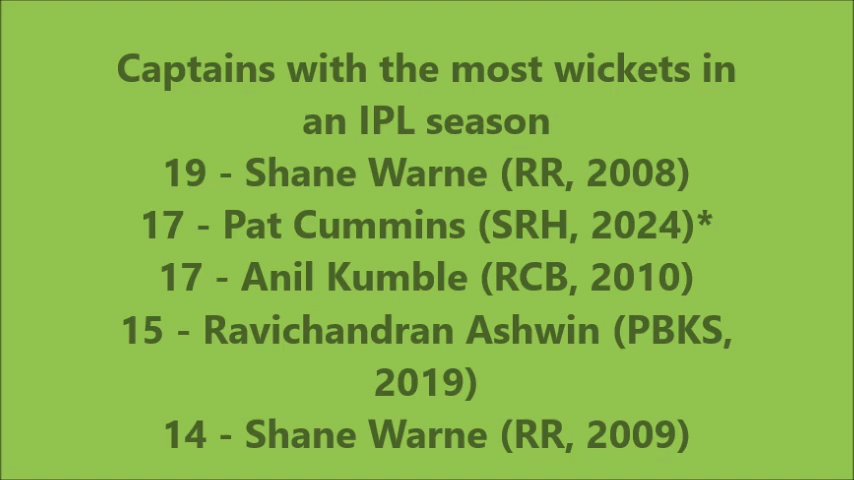 Captains with the most wickets in
an IPL season
19 - Shane Warne (RR, 2008)
17 - Pat Cummins (SRH, 2024)*
17 - Anil Kumble (RCB, 2010)
15 - Ravichandran Ashwin (PBKS,
2019)
14 - Shane Warne (RR, 2009)